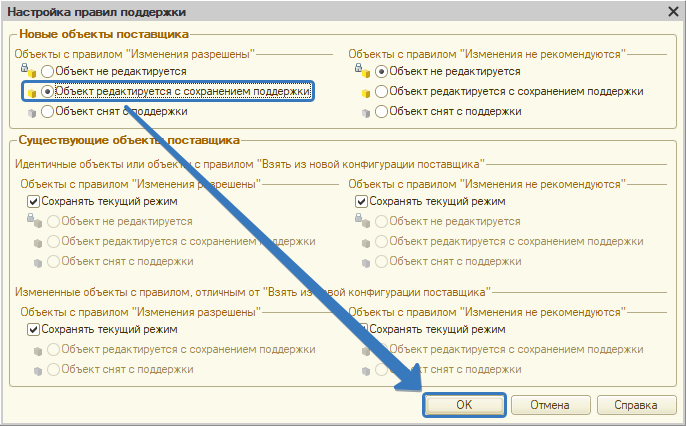 Настройка правил поддержки
Новые объекты поставщика
Объекты с правилом "Изменения разрешены"
Объекты с правилом "Изменения не рекомендуются"
Объект не редактируется
Объект не редактируется
Объект редактируется с сохранением поддержки
Объект редактируется с сохранением поддержки
Объект снят с поддержки
Объект снят с поддержки
Существующие объекты поставщика
Идентичные объекты или объекты с правилом "Взять из новой конфигурации поставщика"
Объекты с правилом "Изменения разрешены"
Объекты с правилом "Изменения не рекомендуются"
Сохранять текущий режим
Сохранять текущий режим
Объект не редактируется
Объект не редактируется
Объект редактируется с сохранением поддержки
Объект редактируется с сохранением поддержки
Объект снят с поддержки
Объект снят с поддержки
Измененные объекты с правилом, отличным от "Взять из новой конфигурации поставщика"
Объекты с правилом "Изменения разрешены"
Объекты с правилом "Изменения не рекомендуются"
Сохранять текущий режим
Сохранять текущий режим
Объект редактируется с сохранением поддержки
Объект редактируется с сохранением поддержки
Объект снят с поддержки
Объект снят с поддержки
OK
Отмена
Справка